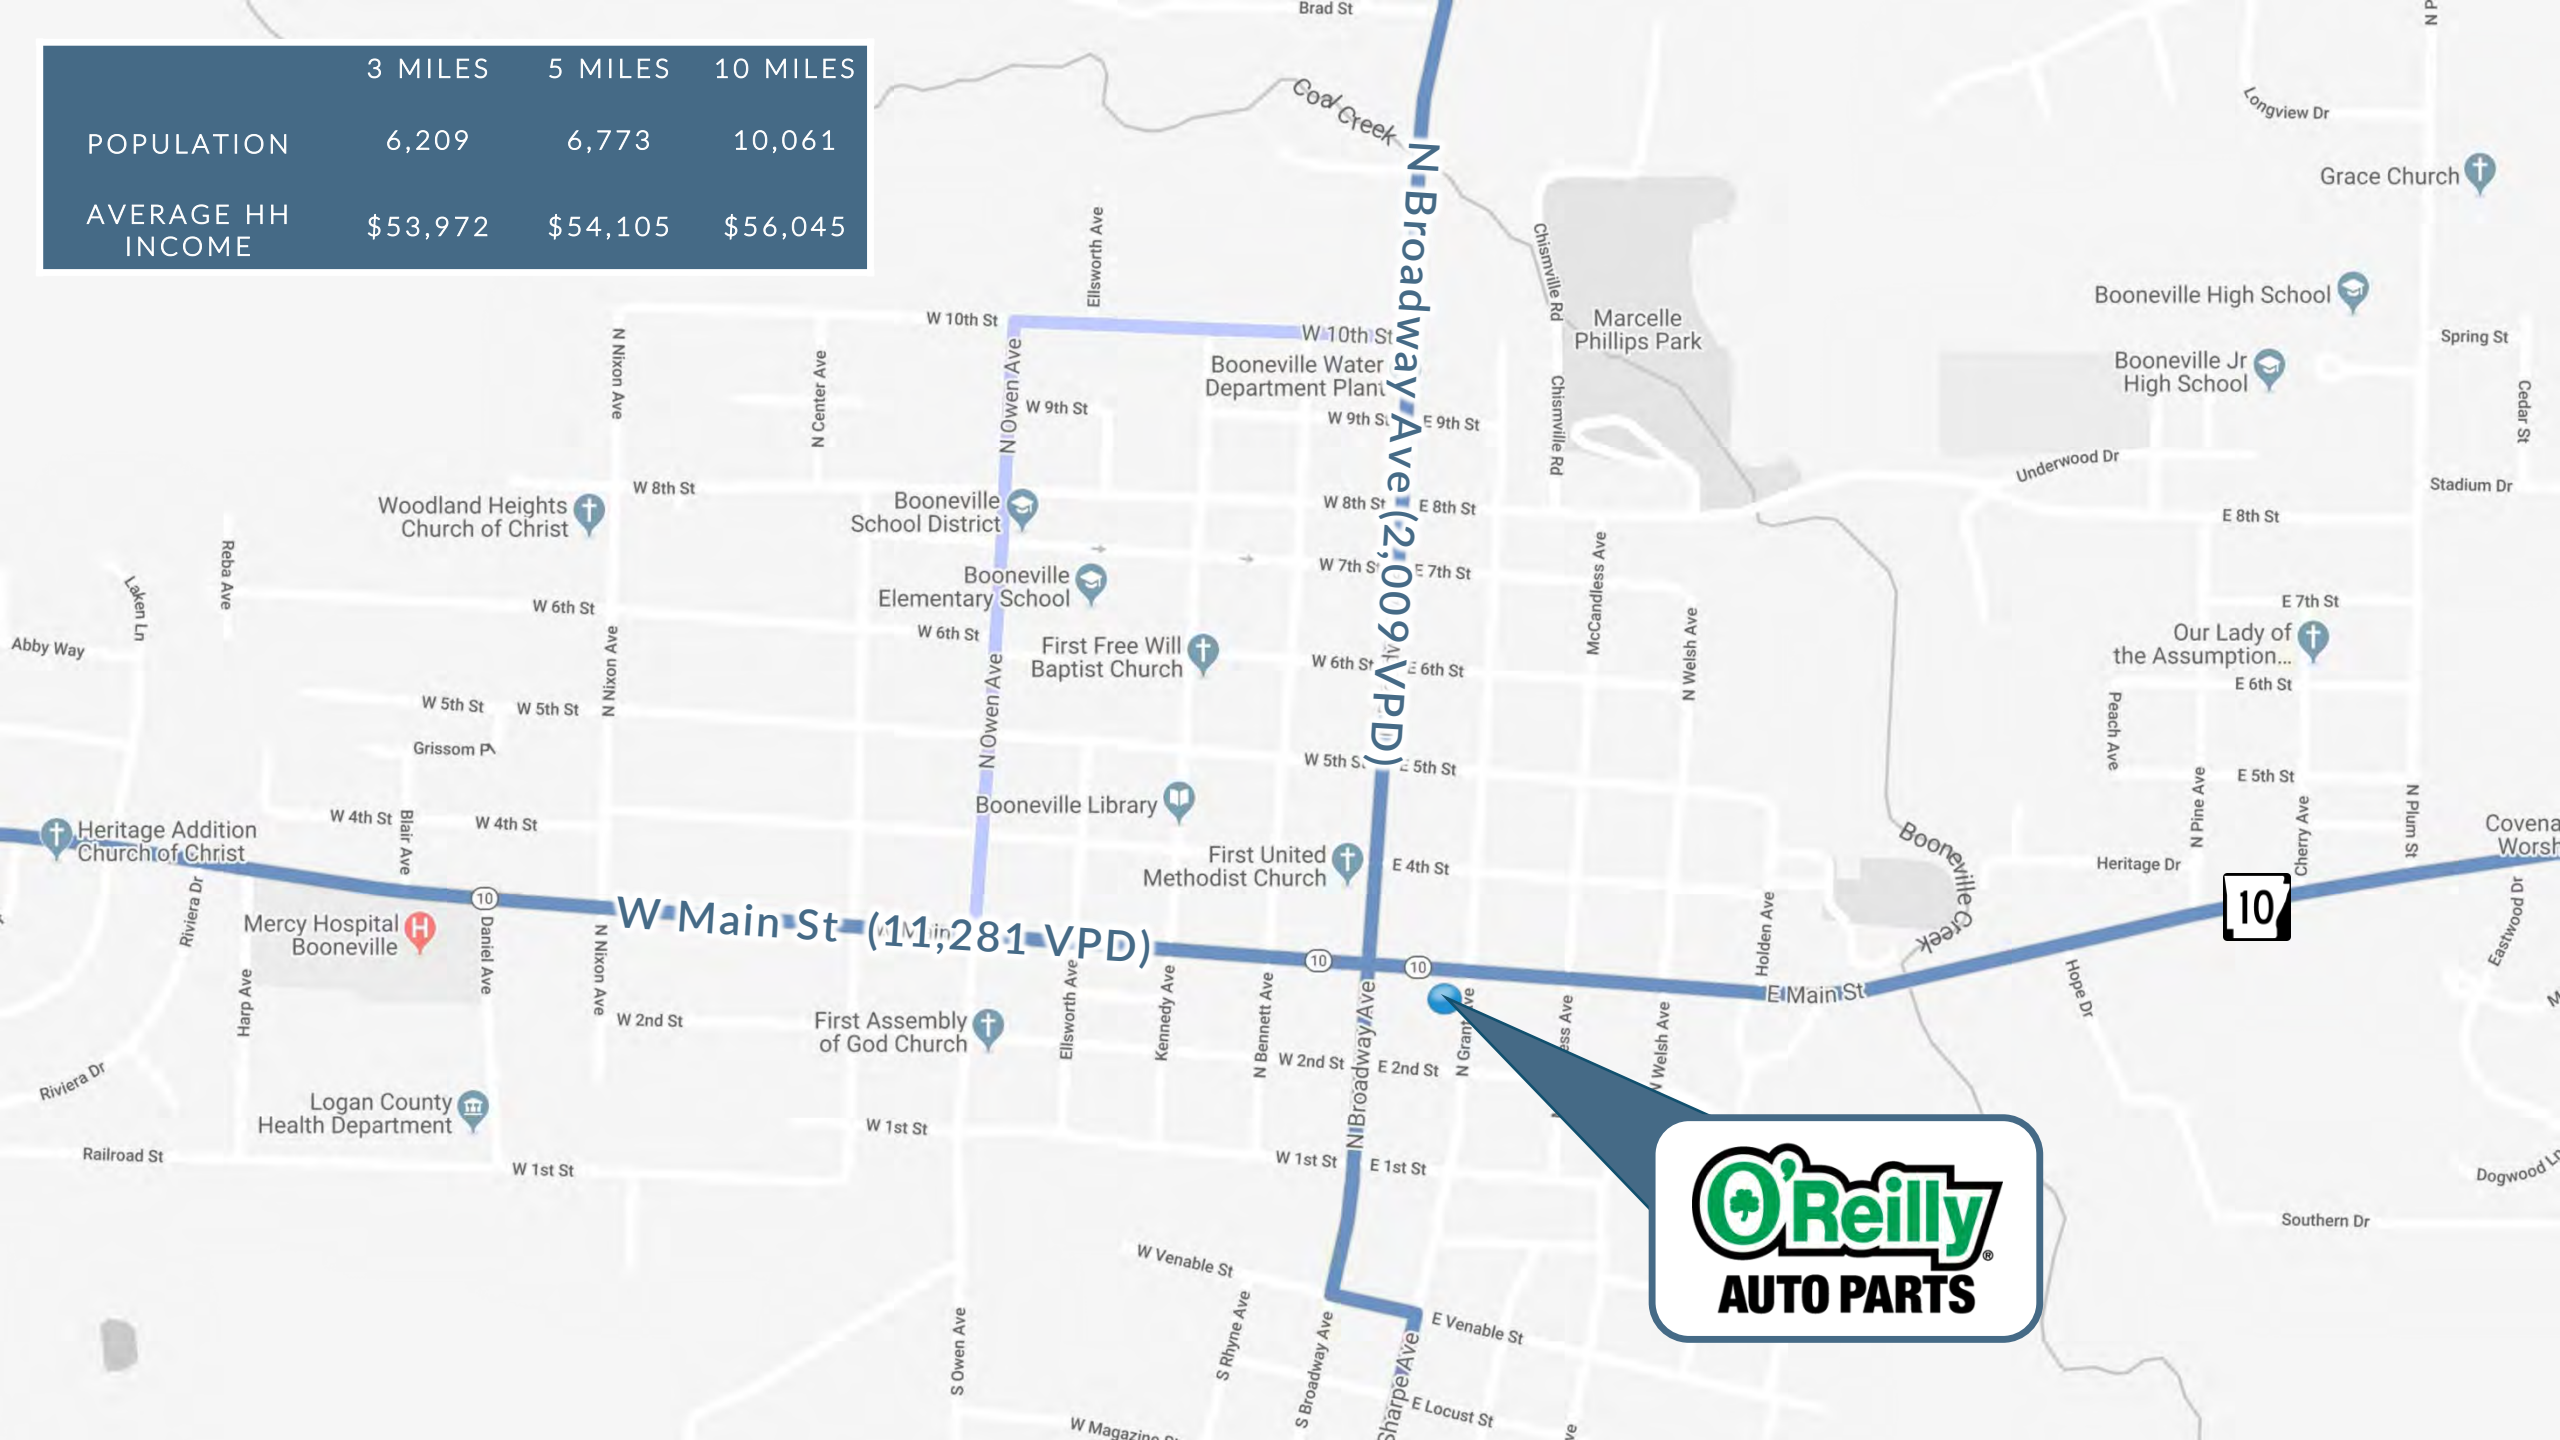 3 MILES 5 MILES 10 MILES
POPULATION 6,209 6,773 10,061
AVERAGE HH
INCOME
$53,972 $54,105 $56,045
Brad St
Coal Creek
N Broadway Ave (2,009 VPD)
Longview Dr
Grace Church
Ellsworth Ave
Chismville Rd
Marcelle
Phillips Park
Booneville High School
Booneville Jr
High School
Spring St
Cedar St
W 10th St
W 10th St
Booneville Water
Department Plant
N Nixon Ave
N Center Ave
N Owen Ave
W 9th St
W 9th St
E 9th St
Chismville Rd
Underwood Dr
Stadium Dr
W 8th St
Woodland Heights
Church of Christ
Booneville
School District
W 8th St
E 8th St
E 8th St
Reba Ave
Laken Ln
Abby Way
W 6th St
Booneville
Elementary School
W 7th St
E 7th St
McCandless Ave
N Welsh Ave
E 7th St
W 6th St
First Free Will
Baptist Church
W 6th St
E 6th St
Our Lady of
the Assumption...
E 6th St
N Nixon Ave
N Owen Ave
W 5th St
W 5th St
Grissom Pl
W 5th St
E 5th St
Peach Ave
E 5th St
N Pine Ave
Cherry Ave
N Plum St
Booneville Library
W 4th St
Blair Ave
W 4th St
Heritage Addition
Church of Christ
First United
Methodist Church
E 4th St
Booneville Creek
Heritage Dr
Riviera Dr
10
W Main St (11,281 VPD)
10
10
10
E Main St
Holden Ave
Eastwood Dr
Hope Dr
Mercy Hospital
Booneville
Harp Ave
Daniel Ave
N Nixon Ave
W 2nd St
First Assembly
of God Church
Ellsworth Ave
Kennedy Ave
N Bennett Ave
W 2nd St
N Broadway Ave
E 2nd St
N Grant Ave
N Welsh Ave
Riviera Dr
Logan County
Health Department
Railroad St
W 1st St
W 1st St
W 1st St
E 1st St
O'Reilly®
AUTO PARTS
Dogwood Ln
Southern Dr
W Venable St
E Venable St
S Owen Ave
S Rhyne Ave
S Broadway Ave
Sharpe Ave
E Locust St
W Magazine